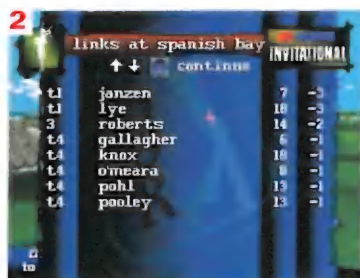 2
links at spanish bay
INVITATIONAL
continue
t1 janzen 7 -3
t1 lye 18 -3
3 roberts 14 -2
t4 gallagher 6 -1
t4 knox 18 -1
t4 o'meara 8 -1
t4 pohl 13 -1
t4 pooley 13 -1
to